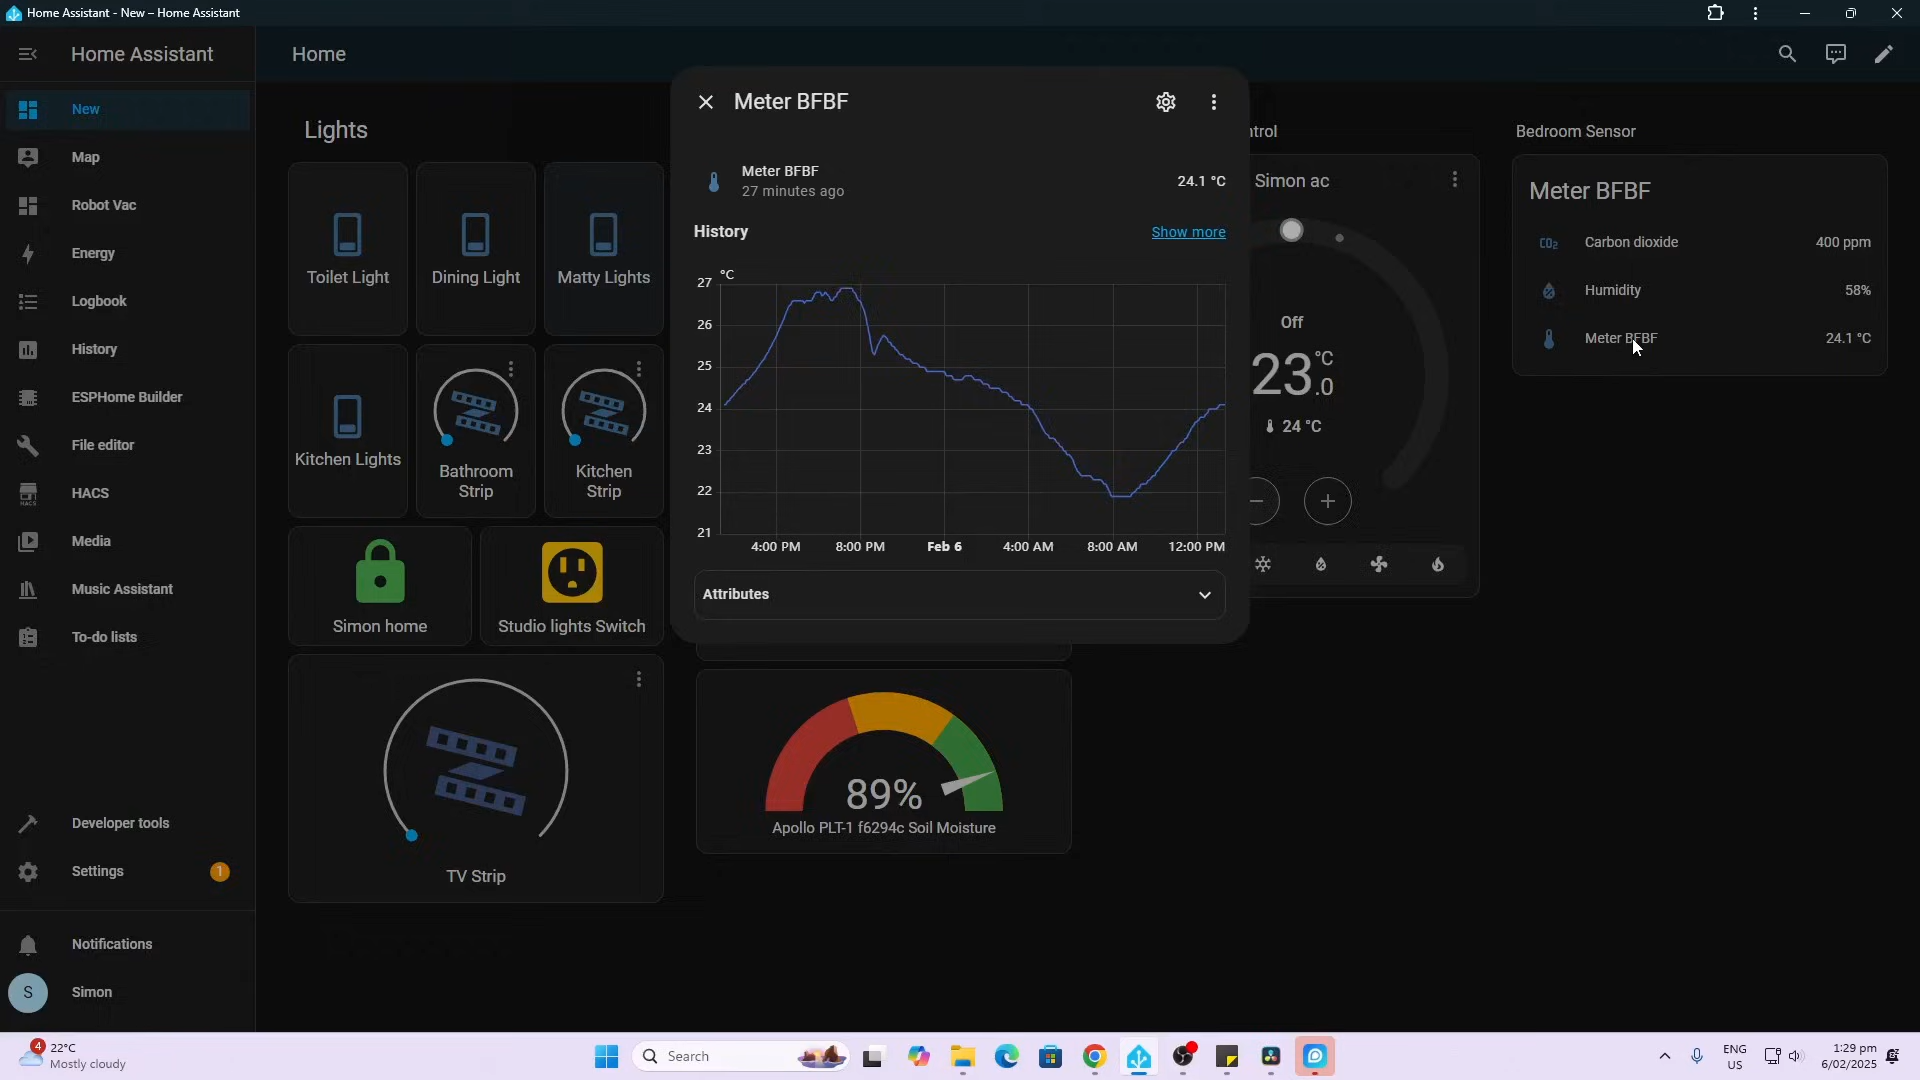 Home Assistant - New – Home Assistant
Home Assistant
Home
New
Map
Robot Vac
Energy
Logbook
History
ESPHome Builder
File editor
HACS
HACS
Media
Music Assistant
To-do lists
Developer tools
Settings
1
Notifications
S
Simon
Lights
Toilet Light
Dining Light
Matty Lights
Kitchen Lights
Bathroom
Strip
Kitchen
Strip
Simon home
Studio lights Switch
TV Strip
Meter BFBF
Meter BFBF
27 minutes ago
24.1 °C
History
Show more
°C
27
26
25
24
23
22
21
4:00 PM
8:00 PM
Feb 6
4:00 AM
8:00 AM
12:00 PM
Attributes
89%
Apollo PLT-1 f6294c Soil Moisture
ntrol
Simon ac
Off
23.0 °C
24 °C
Bedroom Sensor
Meter BFBF
CO2
Carbon dioxide
400 ppm
Humidity
58%
Meter BFBF
24.1 °C
4
22°C
Mostly cloudy
Search
ENG
US
1:29 pm
6/02/2025